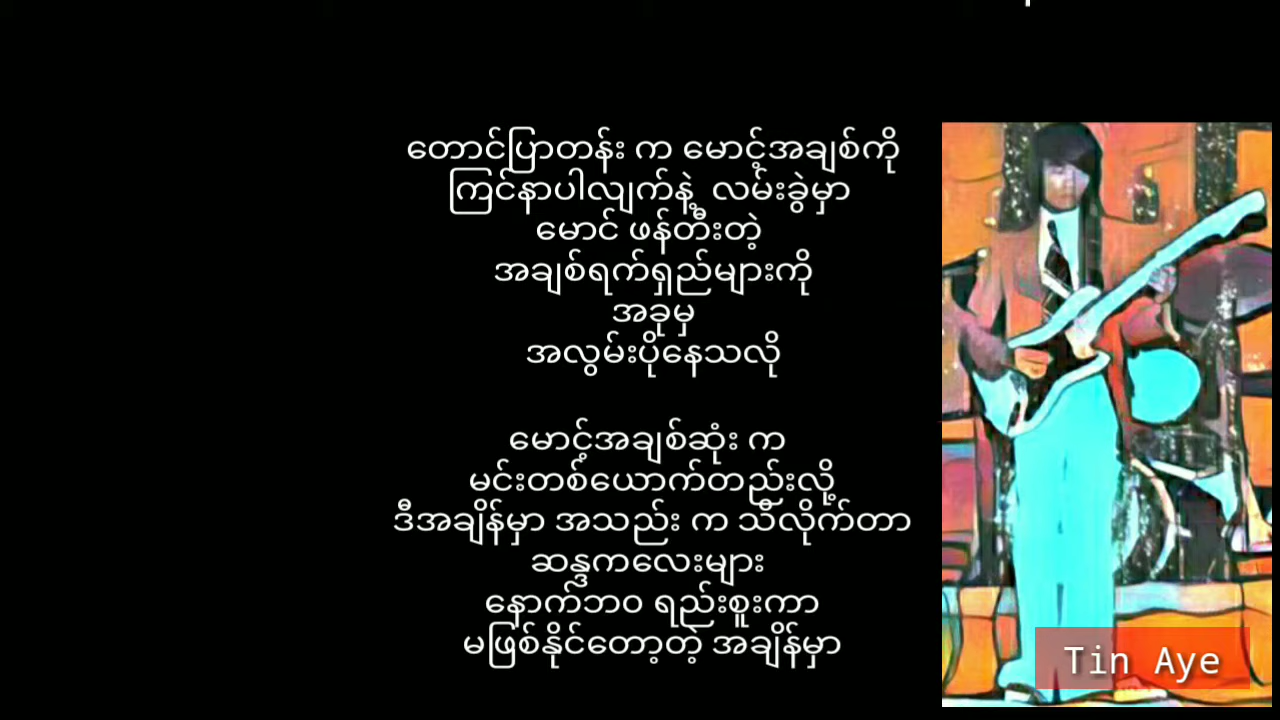 တောင်ပြာတန်း က မောင့်အချစ်ကို
ကြင်နာပါလျက်နဲ့ လမ်းခွဲမှာ
မောင် ဖန်တီးတဲ့
အချစ်ရက်ရှည်များကို
အခုမှ
အလွမ်းပိုနေသလို
မောင့်အချစ်ဆုံး က
မင်းတစ်ယောက်တည်းလို့
ဒီအချိန်မှာ အသည်း က သိလိုက်တာ
ဆန္ဒကလေးများ
နောက်ဘဝ ရည်းစူးကာ
မဖြစ်နိုင်တော့တဲ့ အချိန်မှာ
Tin Aye